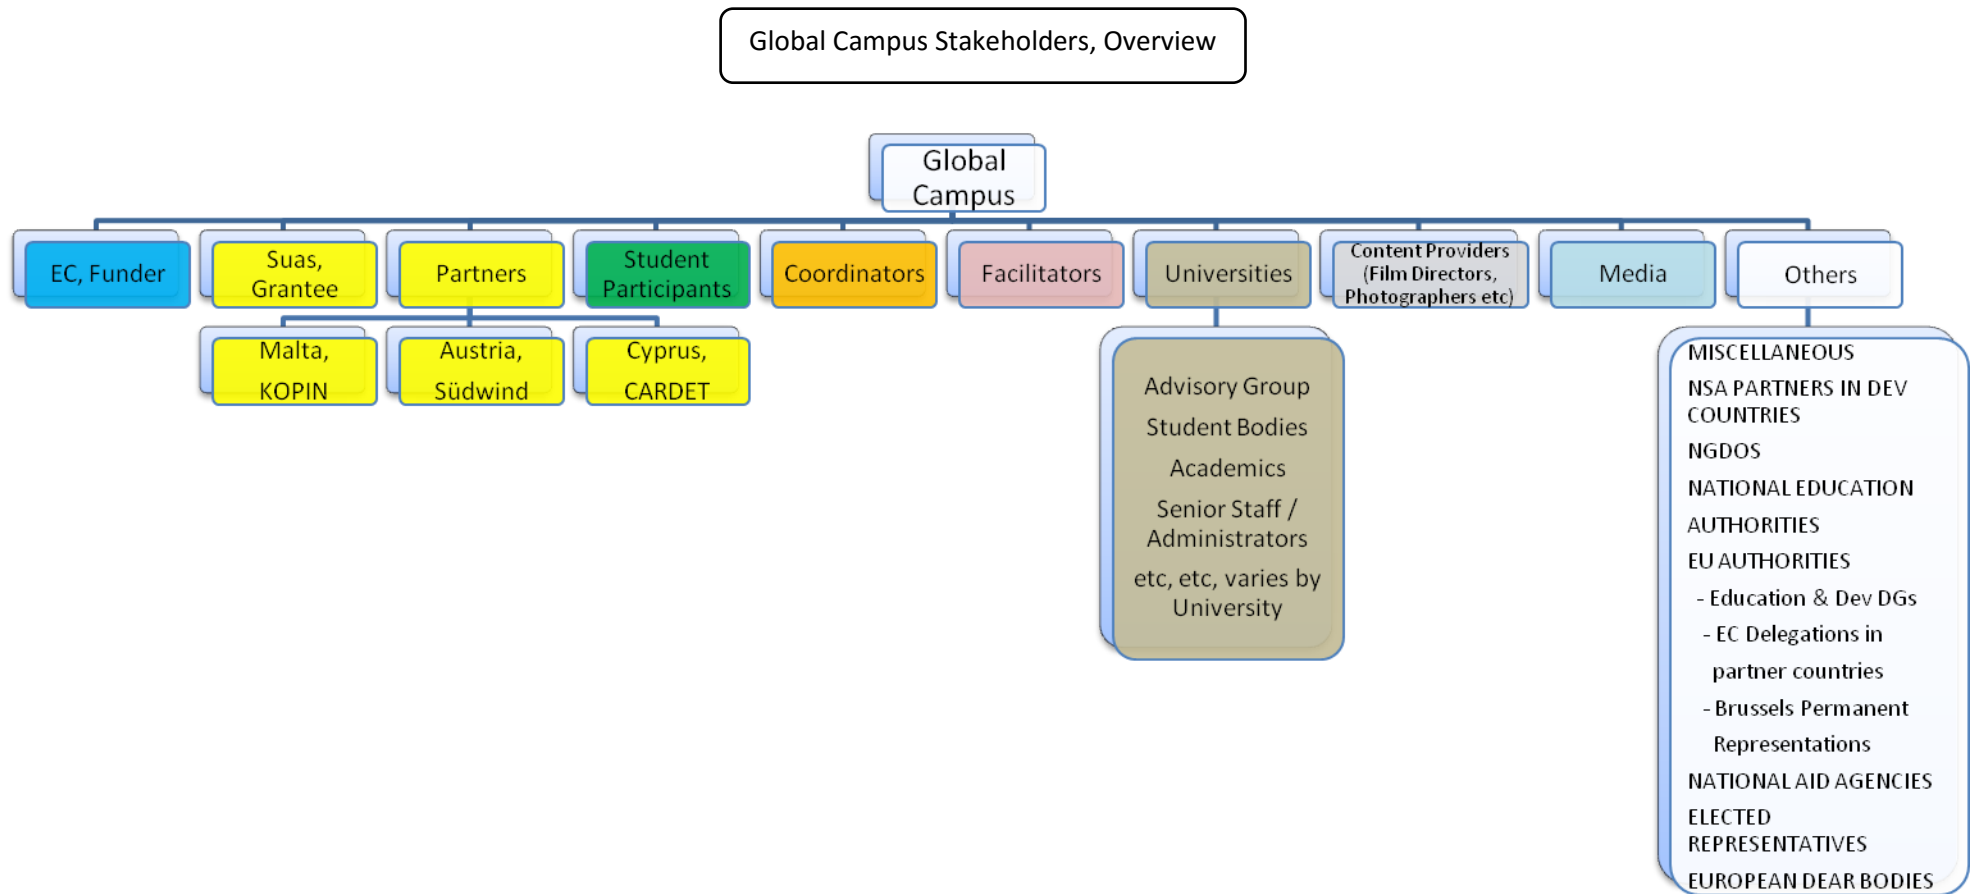 Global Campus Stakeholders, Overview
Global
Campus
EC, Funder
Suas,
Grantee
Partners
Student
Participants
Coordinators
Facilitators
Universities
Content Providers
(Film Directors,
Photographers etc)
Media
Others
Malta,
KOPIN
Austria,
Südwind
Cyprus,
CARDET
Advisory Group
Student Bodies
Academics
Senior Staff /
Administrators
etc, etc, varies by
University
MISCELLANEOUS
NSA PARTNERS IN DEV
COUNTRIES
NGDOS
NATIONAL EDUCATION
AUTHORITIES
EU AUTHORITIES
- Education & Dev DGs
- EC Delegations in
partner countries
- Brussels Permanent
Representations
NATIONAL AID AGENCIES
ELECTED
REPRESENTATIVES
EUROPEAN DEAR BODIES